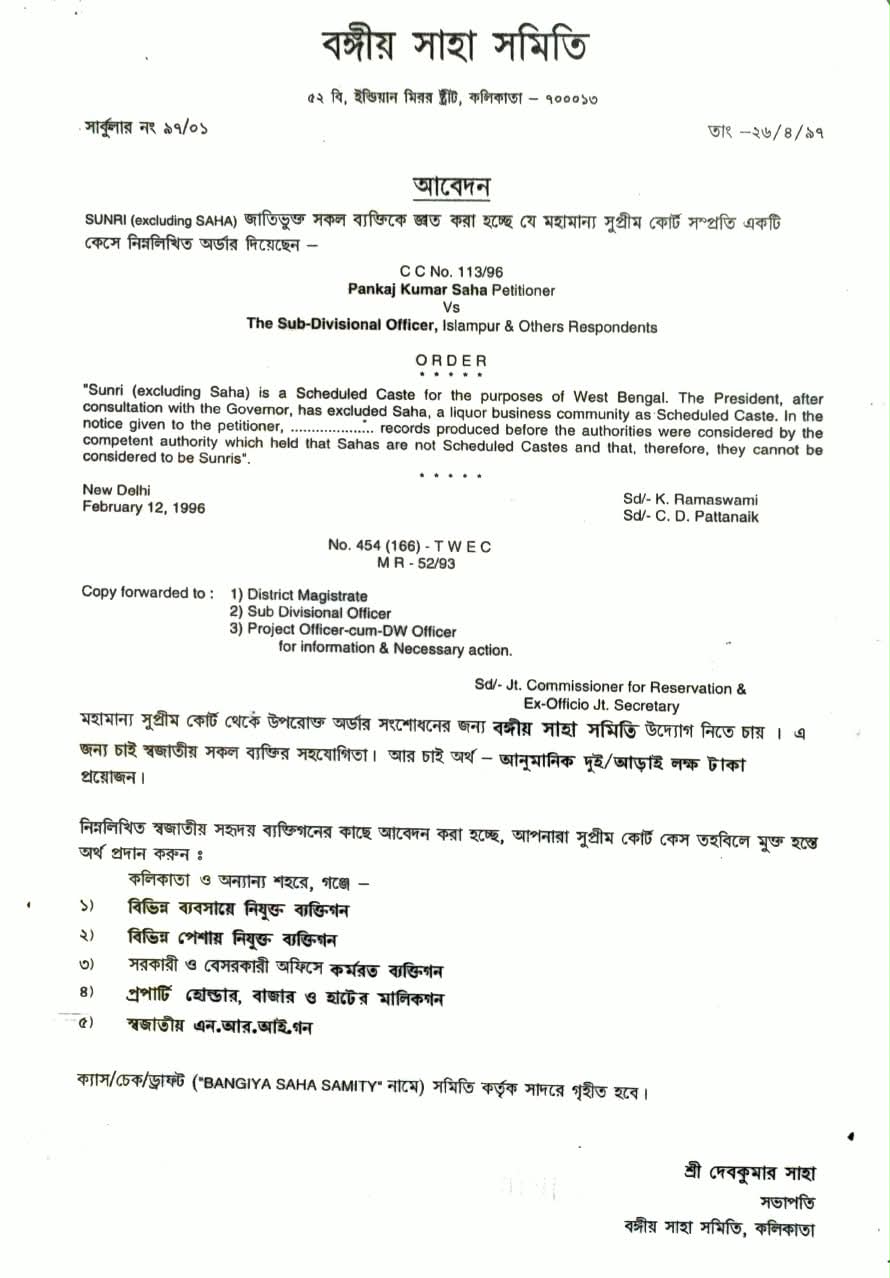 বঙ্গীয় সাহা সমিতি
৫২ বি, ইন্ডিয়ান মিরর ষ্ট্রীট, কলিকাতা – ৭০০০১৩
সার্কুলার নং ৯৭/০১
তাং –২৬/৪/৯৭
আবেদন
SUNRI (excluding SAHA) জাতিভুক্ত সকল ব্যক্তিকে জ্ঞাত করা হচ্ছে যে মহামান্য সুপ্রীম কোর্ট সম্প্রতি একটি
কেসে নিম্নলিখিত অর্ডার দিয়েছেন –
C C No. 113/96
Pankaj Kumar Saha Petitioner
Vs
The Sub-Divisional Officer, Islampur & Others Respondents
O R D E R
* * * * *
"Sunri (excluding Saha) is a Scheduled Caste for the purposes of West Bengal. The President, after
consultation with the Governor, has excluded Saha, a liquor business community as Scheduled Caste. In the
notice given to the petitioner, .................... records produced before the authorities were considered by the
competent authority which held that Sahas are not Scheduled Castes and that, therefore, they cannot be
considered to be Sunris".
* * * * *
New Delhi
February 12, 1996
Sd/- K. Ramaswami
Sd/- C. D. Pattanaik
No. 454 (166) - T W E C
M R - 52/93
Copy forwarded to : 1) District Magistrate
2) Sub Divisional Officer
3) Project Officer-cum-DW Officer
for information & Necessary action.
Sd/- Jt. Commissioner for Reservation &
Ex-Officio Jt. Secretary
মহামান্য সুপ্রীম কোর্ট থেকে উপরোক্ত অর্ডার সংশোধনের জন্য বঙ্গীয় সাহা সমিতি উদ্যোগ নিতে চায় । এ
জন্য চাই স্বজাতীয় সকল ব্যক্তির সহযোগিতা। আর চাই অর্থ – আনুমানিক দুই/আড়াই লক্ষ টাকা
প্রয়োজন।
নিম্নলিখিত স্বজাতীয় সহৃদয় ব্যক্তিগনের কাছে আবেদন করা হচ্ছে, আপনারা সুপ্রীম কোর্ট কেস তহবিলে মুক্ত হস্তে
অর্থ প্রদান করুন ঃ
কলিকাতা ও অন্যান্য শহরে, গঞ্জে –
১) বিভিন্ন ব্যবসায়ে নিযুক্ত ব্যক্তিগন
২) বিভিন্ন পেশায় নিযুক্ত ব্যক্তিগন
৩) সরকারী ও বেসরকারী অফিসে কর্মরত ব্যক্তিগন
৪) প্রপার্টি হোল্ডার, বাজার ও হাটের মালিকগন
৫) স্বজাতীয় এন.আর.আই.গন
ক্যাস/চেক/ড্রাফট ("BANGIYA SAHA SAMITY" নামে) সমিতি কর্তৃক সাদরে গৃহীত হবে।
শ্রী দেবকুমার সাহা
সভাপতি
বঙ্গীয় সাহা সমিতি, কলিকাতা